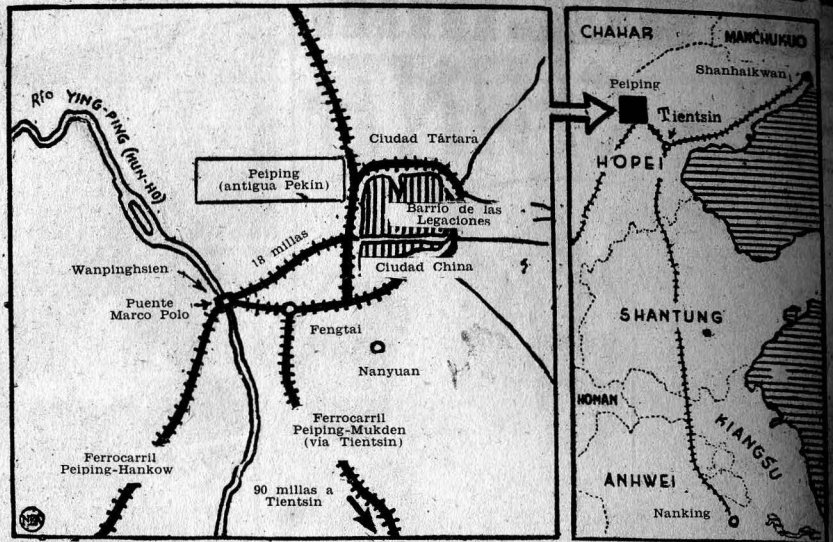 Río YING-PING (HUN-HO)
Ciudad Tártara
Peiping
(antigua Pekín)
Barrio de las
Legaciones
18 millas
Ciudad China
Wanpinghsien
Puente
Marco Polo
Fengtai
Nanyuan
Ferrocarril
Peiping-Mukden
(via Tientsin)
Ferrocarril
Peiping-Hankow
90 millas a
Tientsin
NEA
CHAHAR
MANCHUKUO
Shanhaikwan
Peiping
Tientsin
HOPEI
SHANTUNG
HONAN
KIANGSU
ANHWEI
Nanking